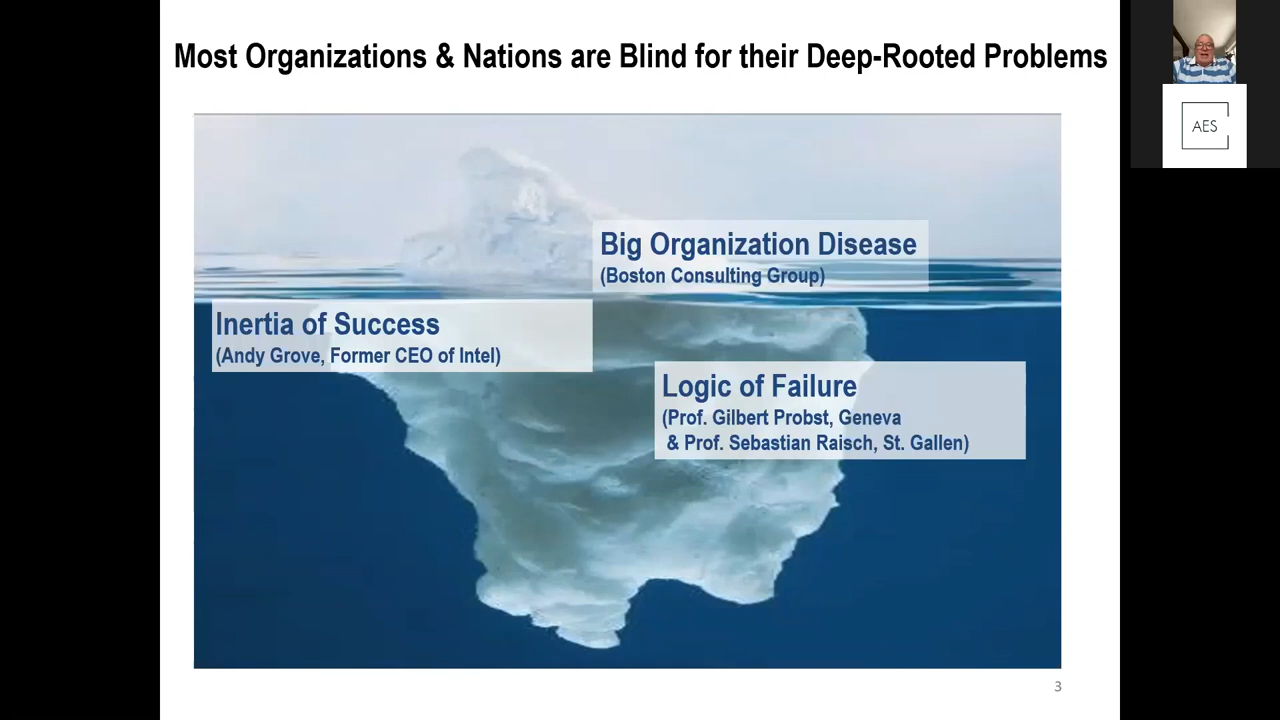 Most Organizations & Nations are Blind for their Deep-Rooted Problems
AES
Big Organization Disease
(Boston Consulting Group)
Inertia of Success
(Andy Grove, Former CEO of Intel)
Logic of Failure
(Prof. Gilbert Probst, Geneva
& Prof. Sebastian Raisch, St. Gallen)
3